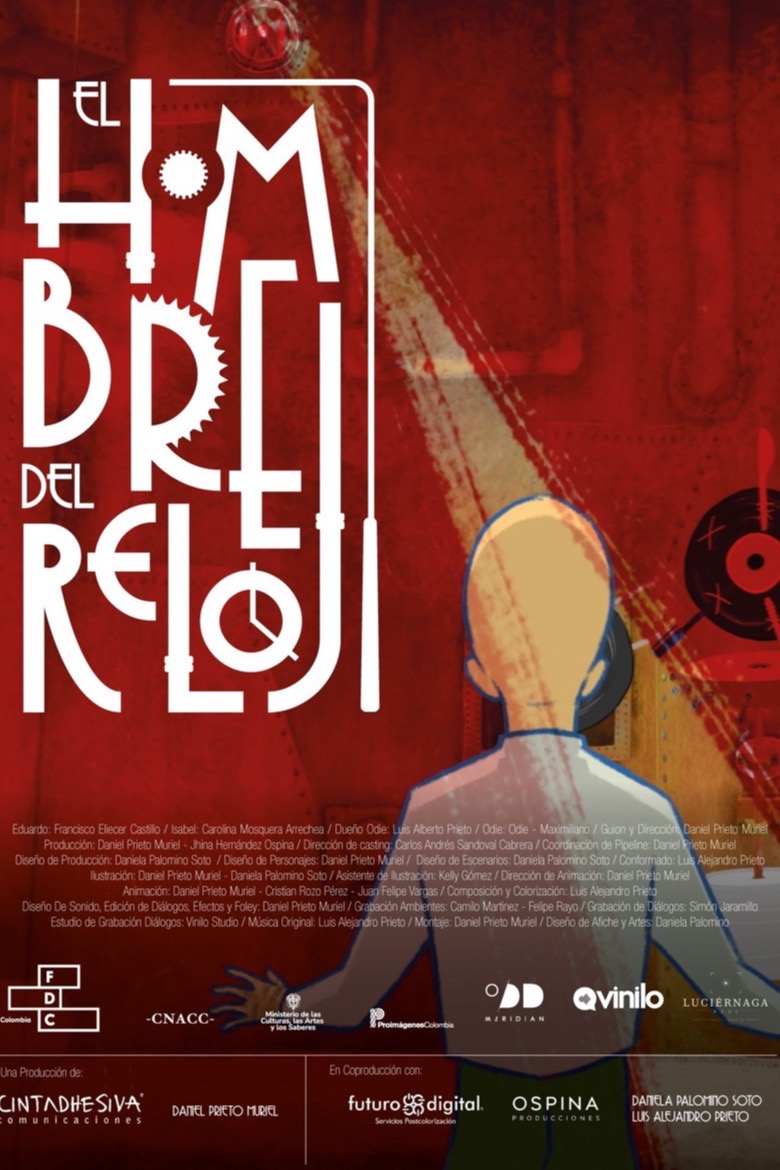 EL
HOMBRE
DEL
RELOJ
Eduardo: Francisco Eliecer Castillo / Isabel: Carolina Mosquera Arrechea / Dueño Odie: Luis Alberto Prieto / Odie: Odie - Maximiliano / Guion y Dirección: Daniel Prieto Muriel
Producción: Daniel Prieto Muriel - Jhina Hernández Ospina / Dirección de casting: Carlos Andrés Sandoval Cabrera / Coordinación de Pipeline: Daniel Prieto Muriel
Diseño de Producción: Daniela Palomino Soto / Diseño de Personajes: Daniel Prieto Muriel / Diseño de Escenarios: Daniela Palomino Soto / Conformado: Luis Alejandro Prieto
Ilustración: Daniel Prieto Muriel - Daniela Palomino Soto / Asistente de Ilustración: Kelly Gómez / Dirección de Animación: Daniel Prieto Muriel
Animación: Daniel Prieto Muriel - Cristian Rozo Pérez - Juan Felipe Vargas / Composición y Colorización: Luis Alejandro Prieto
Diseño De Sonido, Edición de Diálogos, Efectos y Foley: Daniel Prieto Muriel / Grabación Ambientes: Camilo Martinez - Felipe Rayo / Grabación de Diálogos: Simón Jaramillo
Estudio de Grabación Diálogos: Vinilo Studio / Música Original: Luis Alejandro Prieto / Montaje: Daniel Prieto Muriel / Diseño de Afiche y Artes: Daniela Palomino
FDC
Colombia
-CNACC-
Ministerio de las
Culturas, las Artes
y los Saberes
ProimágenesColombia
ODD
MERIDIAN
vinilo
LUCIÉRNAGA
Una Producción de:
CINTADHESIVA
comunicaciones
DANIEL PRIETO MURIEL
En Coproducción con:
futuro digital
Servicios Postcolorización
OSPINA
PRODUCCIONES
DANIELA PALOMINO SOTO
LUIS ALEJANDRO PRIETO